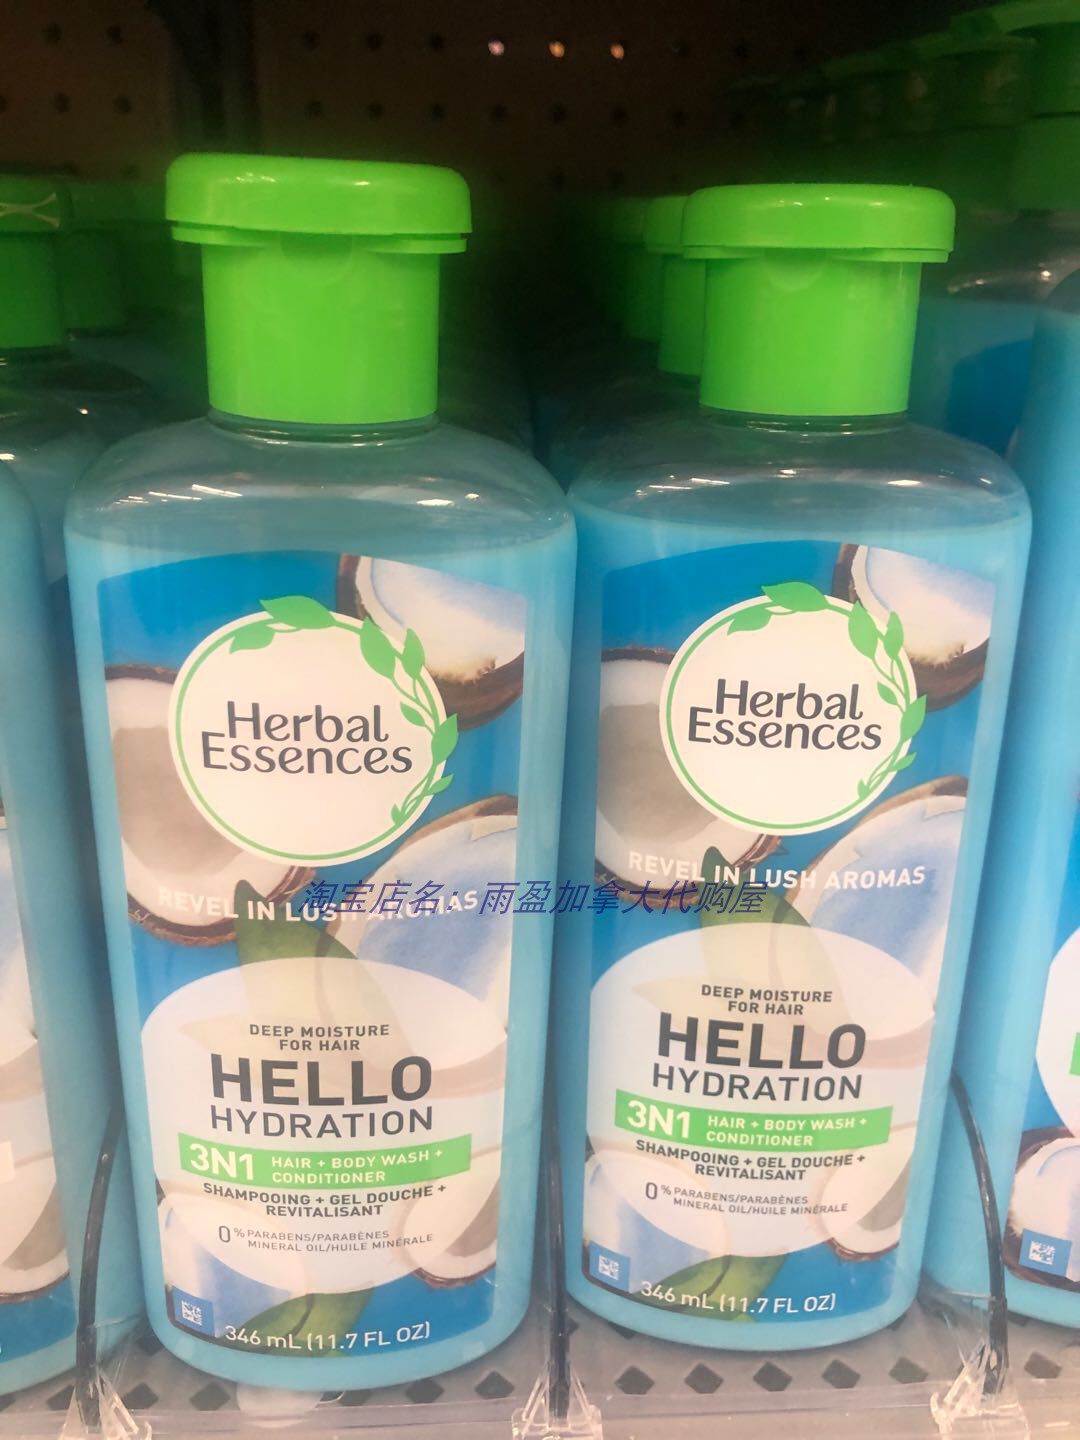 Herbal
Essences
REVEL IN LUSH AROMAS
DEEP MOISTURE
FOR HAIR
HELLO
HYDRATION
3N1 HAIR + BODY WASH +
CONDITIONER
SHAMPOOING + GEL DOUCHE +
REVITALISANT
0% PARABENS/PARABÈNES
MINERAL OIL/HUILE MINÉRALE
346 mL (11.7 FL OZ)
Herbal
Essences
REVEL IN LUSH AROMAS
DEEP MOISTURE
FOR HAIR
HELLO
HYDRATION
3N1 HAIR + BODY WASH +
CONDITIONER
SHAMPOOING + GEL DOUCHE +
REVITALISANT
0% PARABENS/PARABÈNES
MINERAL OIL/HUILE MINÉRALE
346 mL (11.7 FL OZ)
淘宝店名：雨盈加拿大代购屋